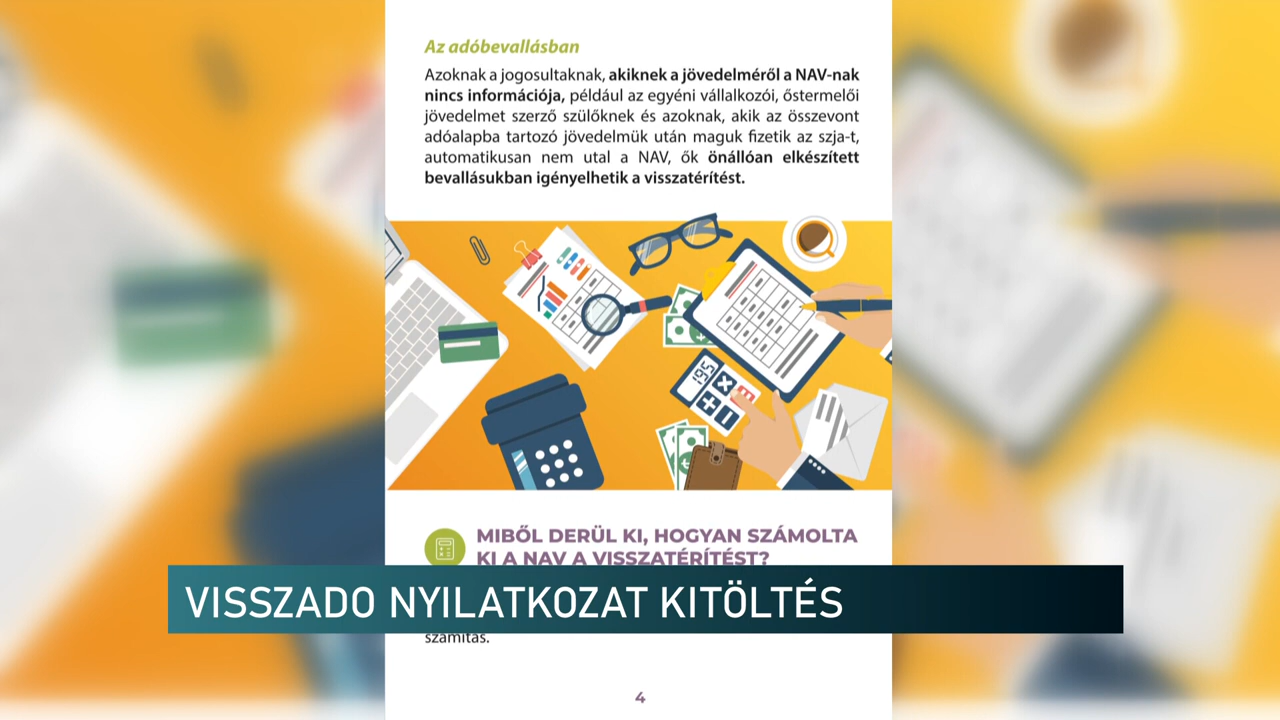 Az adóbevallásban
Azoknak a jogosultaknak, akiknek a jövedelméről a NAV-nak
nincs információja, például az egyéni vállalkozói, őstermelői
jövedelmet szerző szülőknek és azoknak, akik az összevont
adóalapba tartozó jövedelmük után maguk fizetik az szja-t,
automatikusan nem utal a NAV, ők önállóan elkészített
bevallásukban igényelhetik a visszatérítést.
195
MIBŐL DERÜL KI, HOGYAN SZÁMOLTA
KI A NAV A VISSZATÉRÍTÉST?
VISSZADO NYILATKOZAT KITÖLTÉS
számítás.
4